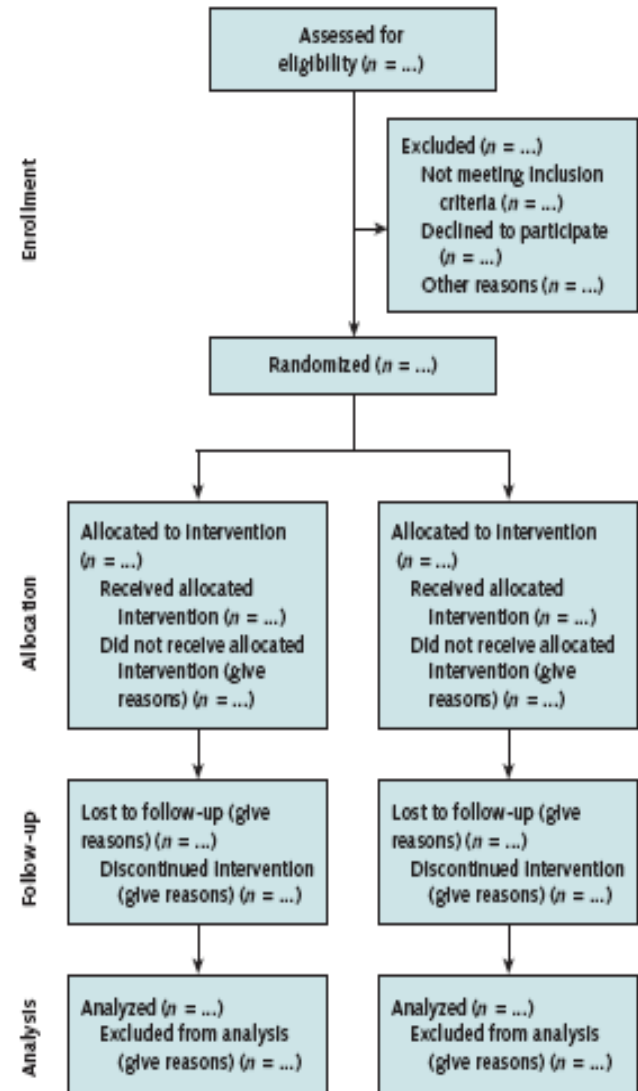 Assessed for
eligibility (n = ...)
Enrollment
Excluded (n = ...)
Not meeting inclusion
criteria (n = ...)
Declined to participate
(n = ...)
Other reasons (n = ...)
Randomized (n = ...)
Allocation
Allocated to intervention
(n = ...)
Received allocated
intervention (n = ...)
Did not receive allocated
intervention (give
reasons) (n = ...)
Allocated to intervention
(n = ...)
Received allocated
intervention (n = ...)
Did not receive allocated
intervention (give
reasons) (n = ...)
Follow-up
Lost to follow-up (give
reasons) (n = ...)
Discontinued intervention
(give reasons) (n = ...)
Lost to follow-up (give
reasons) (n = ...)
Discontinued intervention
(give reasons) (n = ...)
Analysis
Analyzed (n = ...)
Excluded from analysis
(give reasons) (n = ...)
Analyzed (n = ...)
Excluded from analysis
(give reasons) (n = ...)